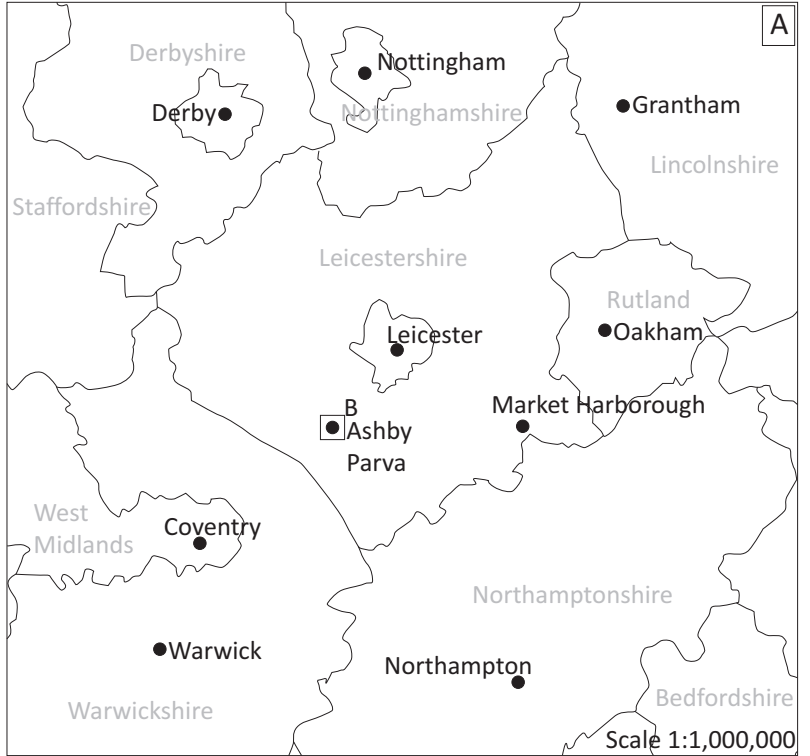 A
Derbyshire
Nottingham
Derby
Nottinghamshire
Grantham
Lincolnshire
Staffordshire
Leicestershire
Rutland
Leicester
Oakham
B
Market Harborough
Ashby
Parva
West
Midlands
Coventry
Northamptonshire
Warwick
Northampton
Bedfordshire
Warwickshire
Scale 1:1,000,000